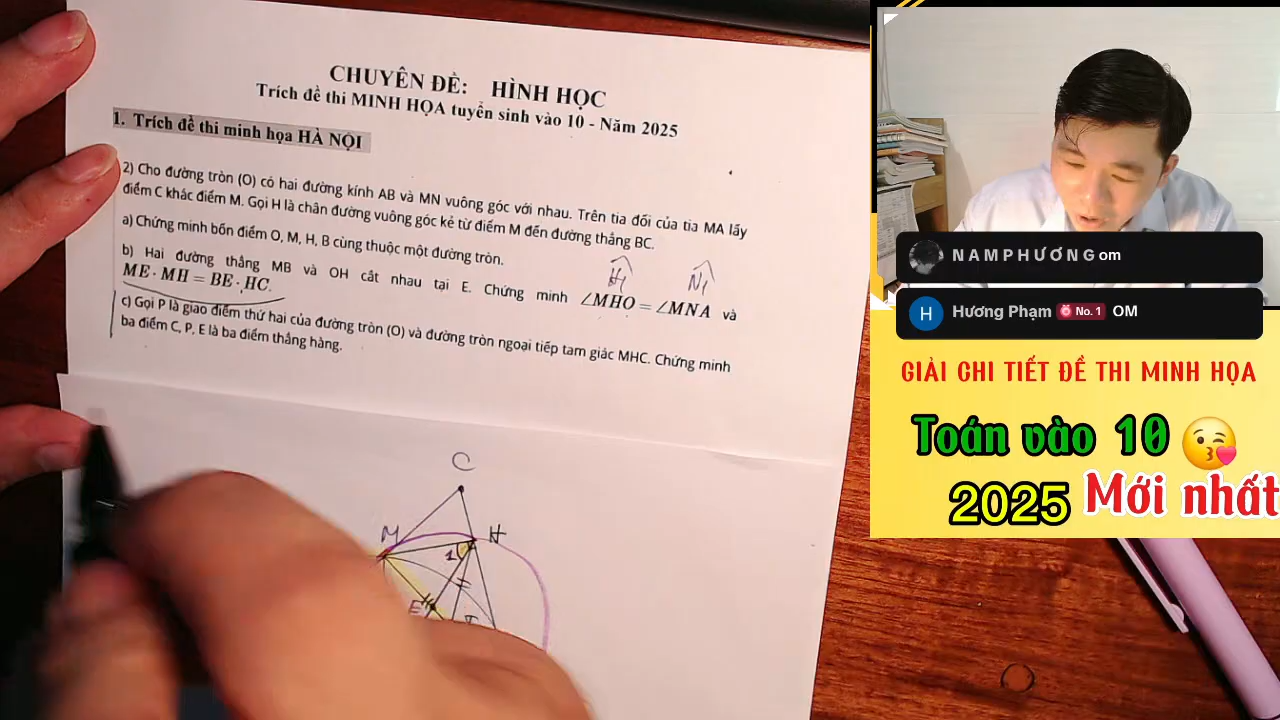 CHUYÊN ĐỀ: HÌNH HỌC
Trích đề thi MINH HỌA tuyển sinh vào 10 - Năm 2025
1. Trích đề thi minh họa HÀ NỘI
2) Cho đường tròn (O) có hai đường kính AB và MN vuông góc với nhau. Trên tia đối của tia MA lấy
điểm C khác điểm M. Gọi H là chân đường vuông góc kẻ từ điểm M đến đường thẳng BC.
a) Chứng minh bốn điểm O, M, H, B cùng thuộc một đường tròn.
H1 N1
b) Hai đường thẳng MB và OH cắt nhau tại E. Chứng minh ∠MHO = ∠MNA và
ME · MH = BE · HC.
c) Gọi P là giao điểm thứ hai của đường tròn (O) và đường tròn ngoại tiếp tam giác MHC. Chứng minh
ba điểm C, P, E là ba điểm thẳng hàng.
C
M H
1
E
N A M P H Ư Ơ N G om
H Hương Phạm No. 1 OM
GIẢI CHI TIẾT ĐỀ THI MINH HỌA
Toán vào 10
2025 Mới nhất